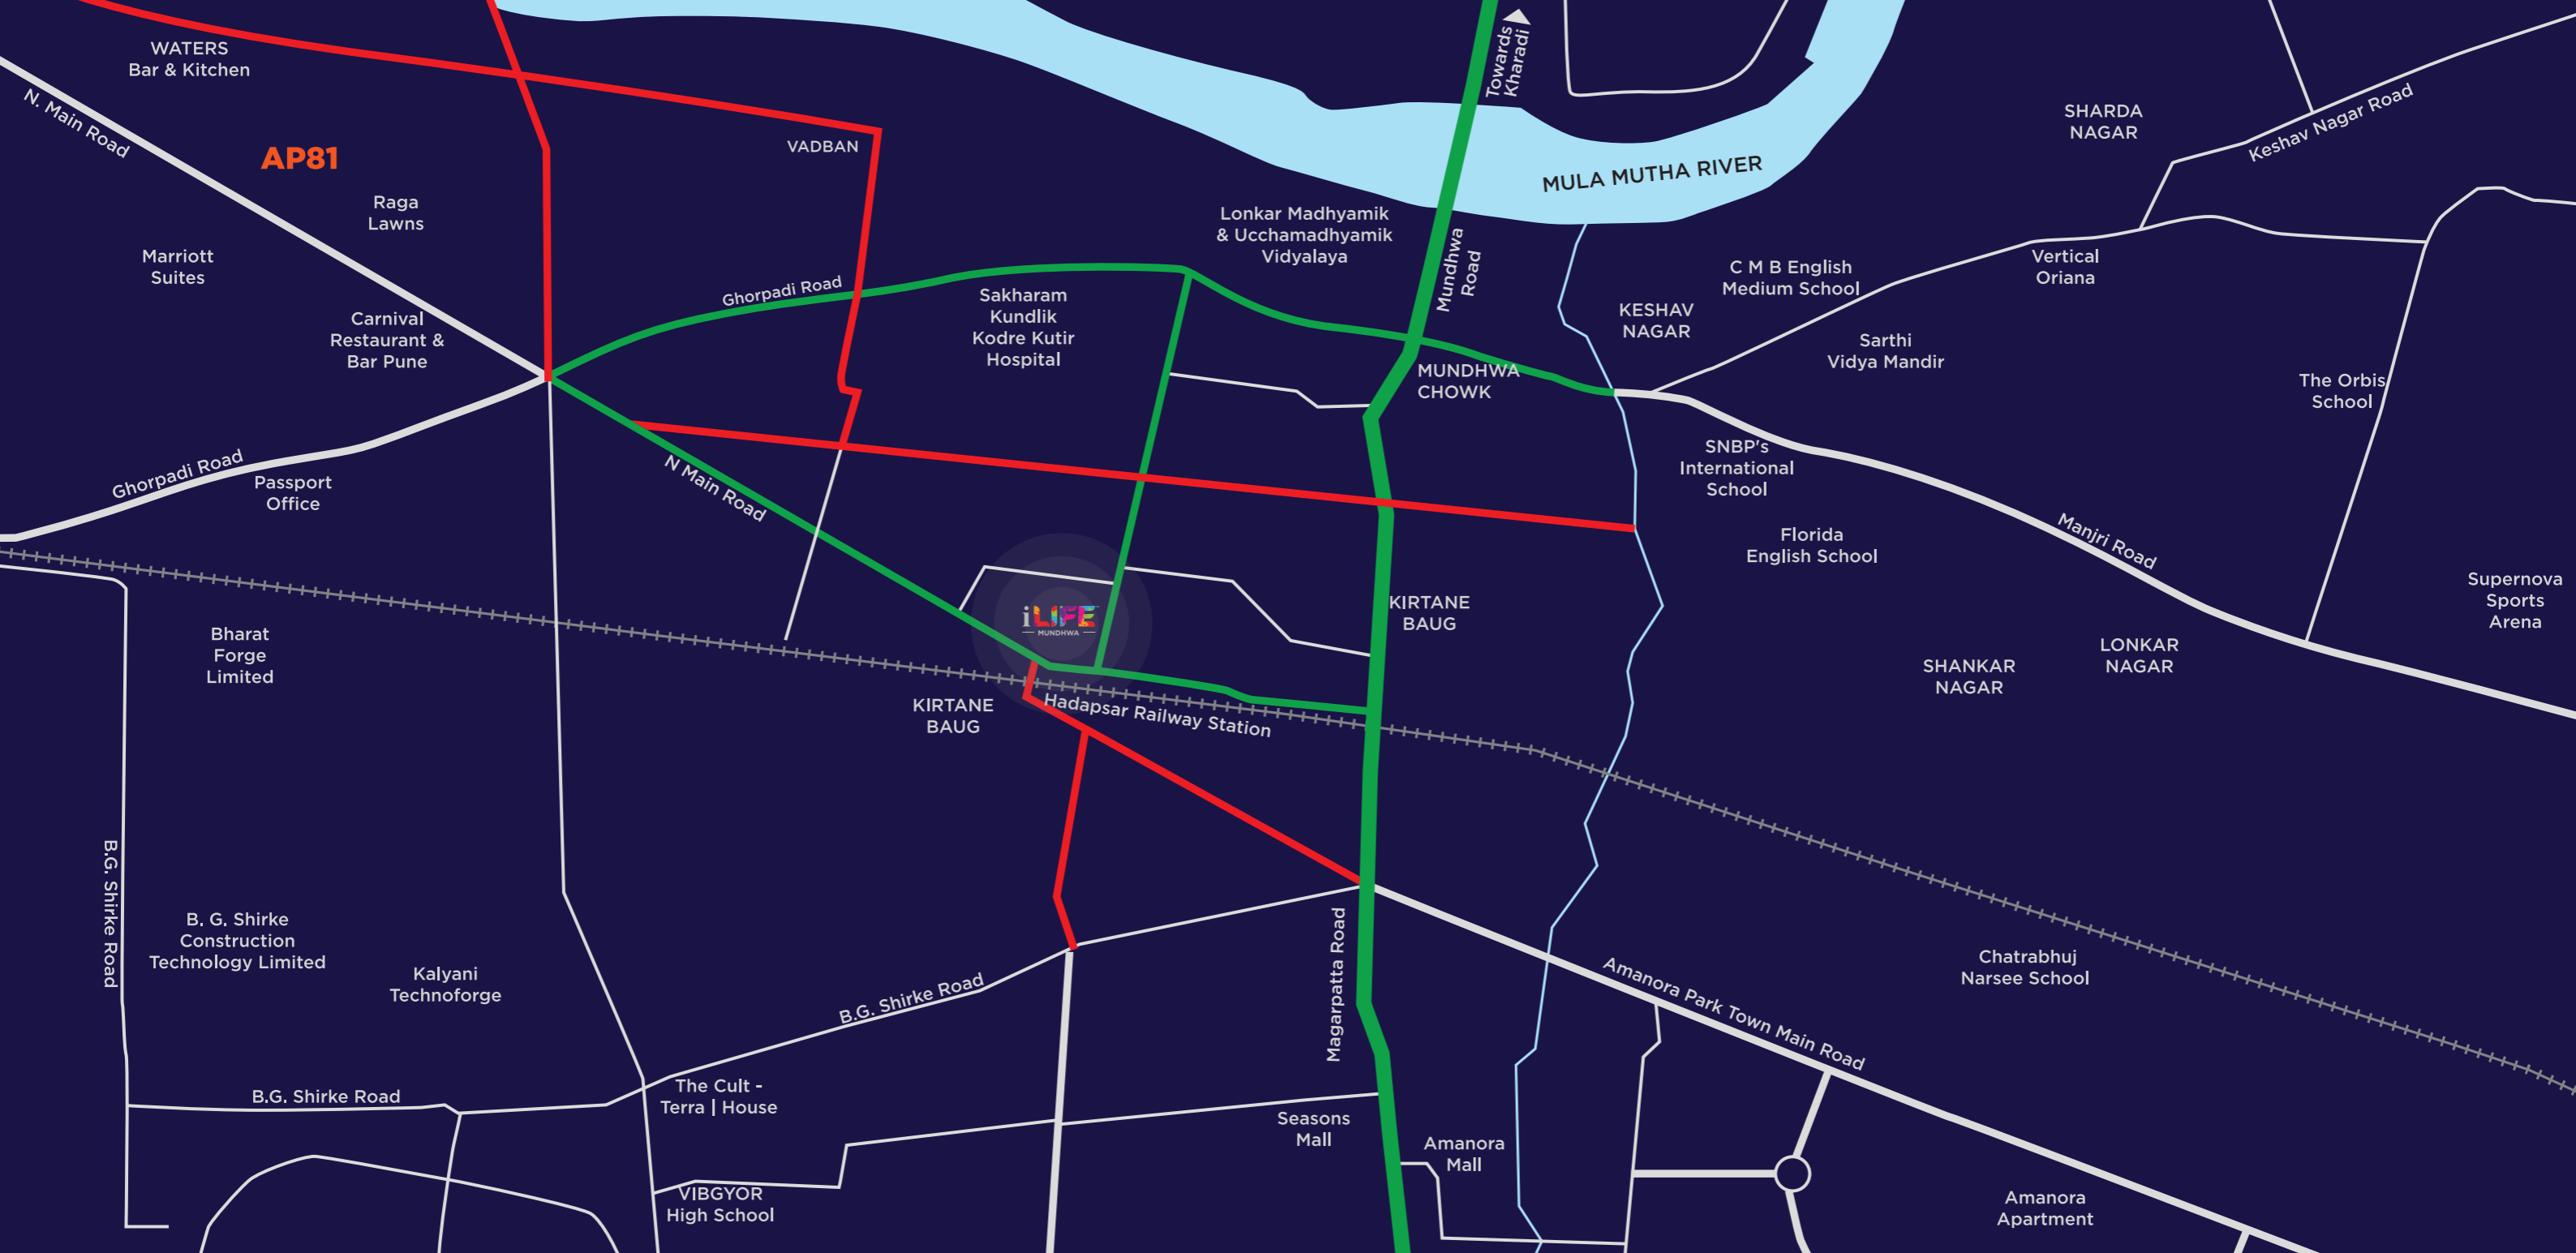 WATERS
Bar & Kitchen
N. Main Road
AP81
Raga
Lawns
Marriott
Suites
Carnival
Restaurant &
Bar Pune
VADBAN
Ghorpadi Road
Ghorpadi Road
Passport
Office
N Main Road
Sakharam
Kundlik
Kodre Kutir
Hospital
Lonkar Madhyamik
& Ucchamadhyamik
Vidyalaya
Towards
Kharadi
MULA MUTHA RIVER
Mundhwa
Road
MUNDHWA
CHOWK
KESHAV
NAGAR
C M B English
Medium School
Sarthi
Vidya Mandir
SHARDA
NAGAR
Keshav Nagar Road
Vertical
Oriana
The Orbis
School
SNBP's
International
School
Florida
English School
Manjri Road
Supernova
Sports
Arena
LONKAR
NAGAR
SHANKAR
NAGAR
KIRTANE
BAUG
iLIFE
MUNDHWA
KIRTANE
BAUG
Hadapsar Railway Station
Bharat
Forge
Limited
B.G. Shirke Road
B. G. Shirke
Construction
Technology Limited
Kalyani
Technoforge
B.G. Shirke Road
B.G. Shirke Road
The Cult -
Terra | House
VIBGYOR
High School
Magarpatta Road
Seasons
Mall
Amanora
Mall
Amanora Park Town Main Road
Chatrabhuj
Narsee School
Amanora
Apartment